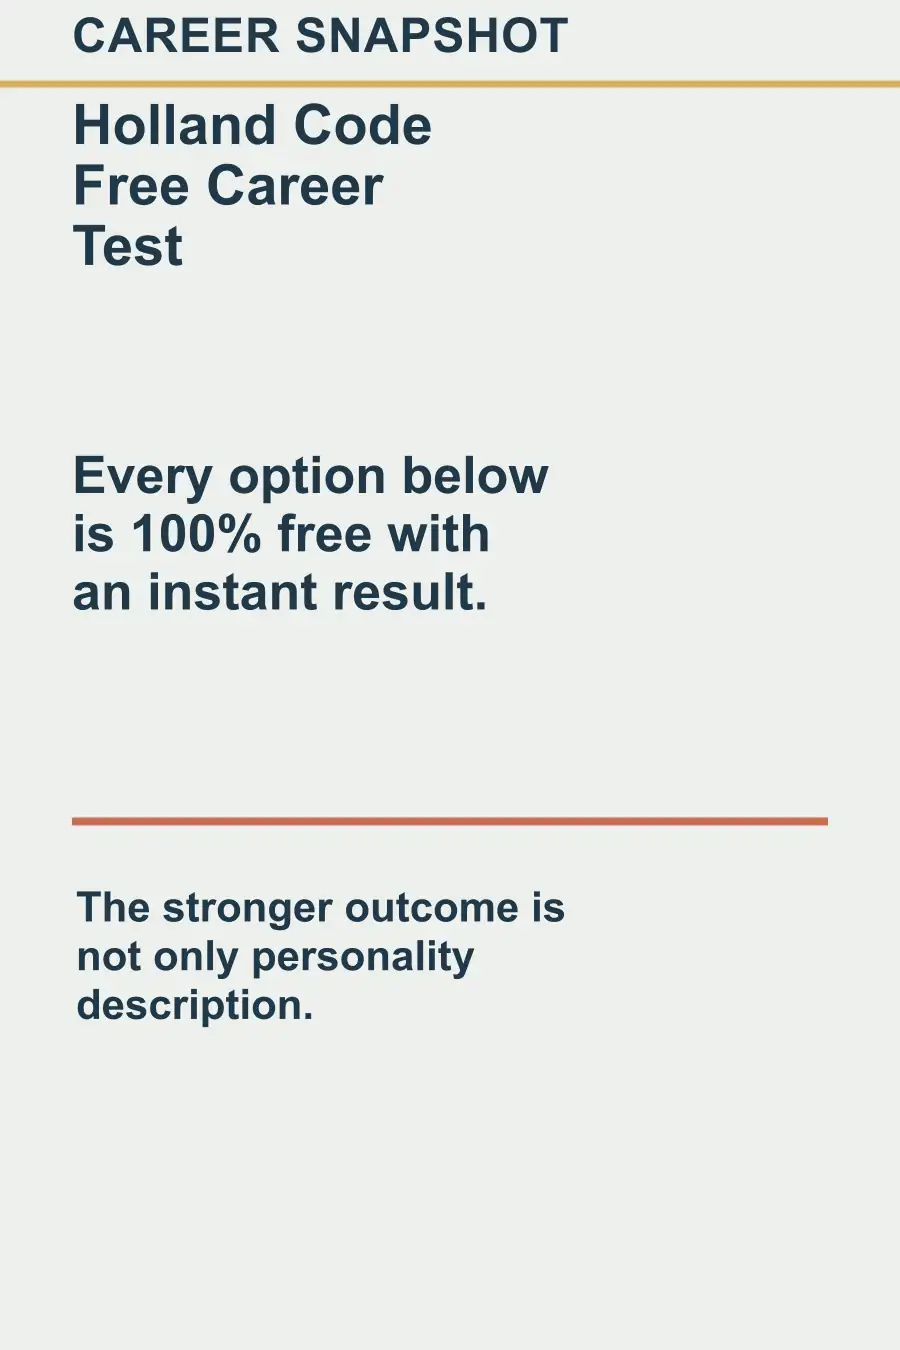 CAREER SNAPSHOT
Holland Code
Free Career
Test
Every option below
is 100% free with
an instant result.
The stronger outcome is
not only personality
description.